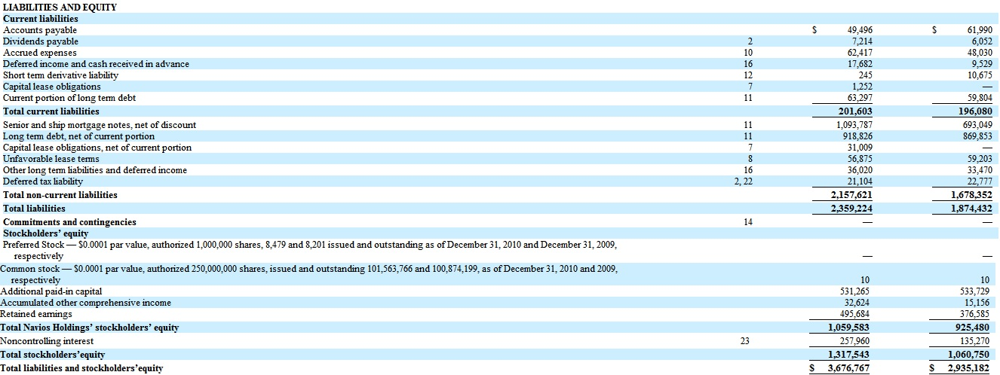 LIABILITIES AND EQUITY
Current liabilities
Accounts payable $ 49,496 $ 61,990
Dividends payable 2 7,214 6,052
Accrued expenses 10 62,417 48,030
Deferred income and cash received in advance 16 17,682 9,529
Short term derivative liability 12 245 10,675
Capital lease obligations 7 1,252 —
Current portion of long term debt 11 63,297 59,804
Total current liabilities 201,603 196,080
Senior and ship mortgage notes, net of discount 11 1,093,787 693,049
Long term debt, net of current portion 11 918,826 869,853
Capital lease obligations, net of current portion 7 31,009 —
Unfavorable lease terms 8 56,875 59,203
Other long term liabilities and deferred income 16 36,020 33,470
Deferred tax liability 2, 22 21,104 22,777
Total non-current liabilities 2,157,621 1,678,352
Total liabilities 2,359,224 1,874,432
Commitments and contingencies 14 — —
Stockholders’ equity
Preferred Stock — $0.0001 par value, authorized 1,000,000 shares, 8,479 and 8,201 issued and outstanding as of December 31, 2010 and December 31, 2009,
respectively — —
Common stock — $0.0001 par value, authorized 250,000,000 shares, issued and outstanding 101,563,766 and 100,874,199, as of December 31, 2010 and 2009,
respectively 10 10
Additional paid-in capital 531,265 533,729
Accumulated other comprehensive income 32,624 15,156
Retained earnings 495,684 376,585
Total Navios Holdings’ stockholders’ equity 1,059,583 925,480
Noncontrolling interest 23 257,960 135,270
Total stockholders’equity 1,317,543 1,060,750
Total liabilities and stockholders’equity $ 3,676,767 $ 2,935,182